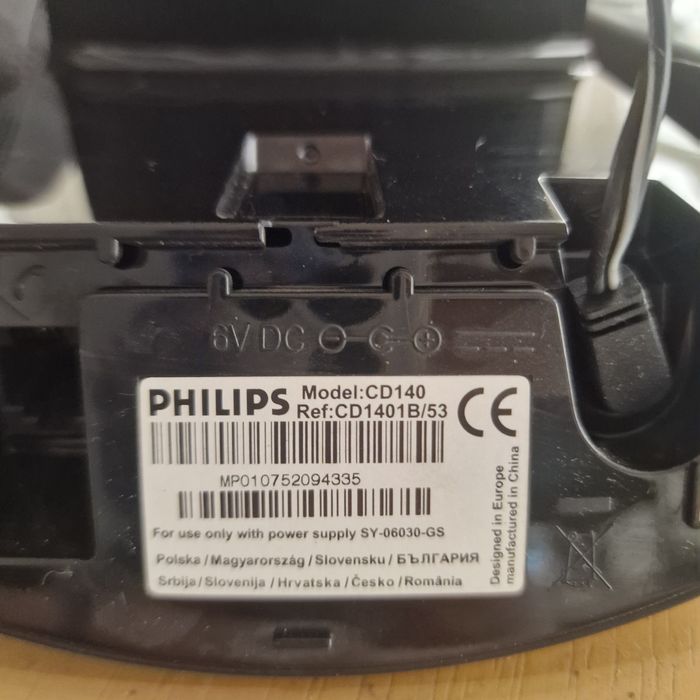 6V DC
PHILIPS
Model:CD140
Ref:CD1401B/53
CE
MP010752094335
For use only with power supply SY-06030-GS
Polska / Magyarország / Slovensku / БЪЛГАРИЯ
Srbija / Slovenija / Hrvatska / Česko / România
Designed in Europe
manufactured in China